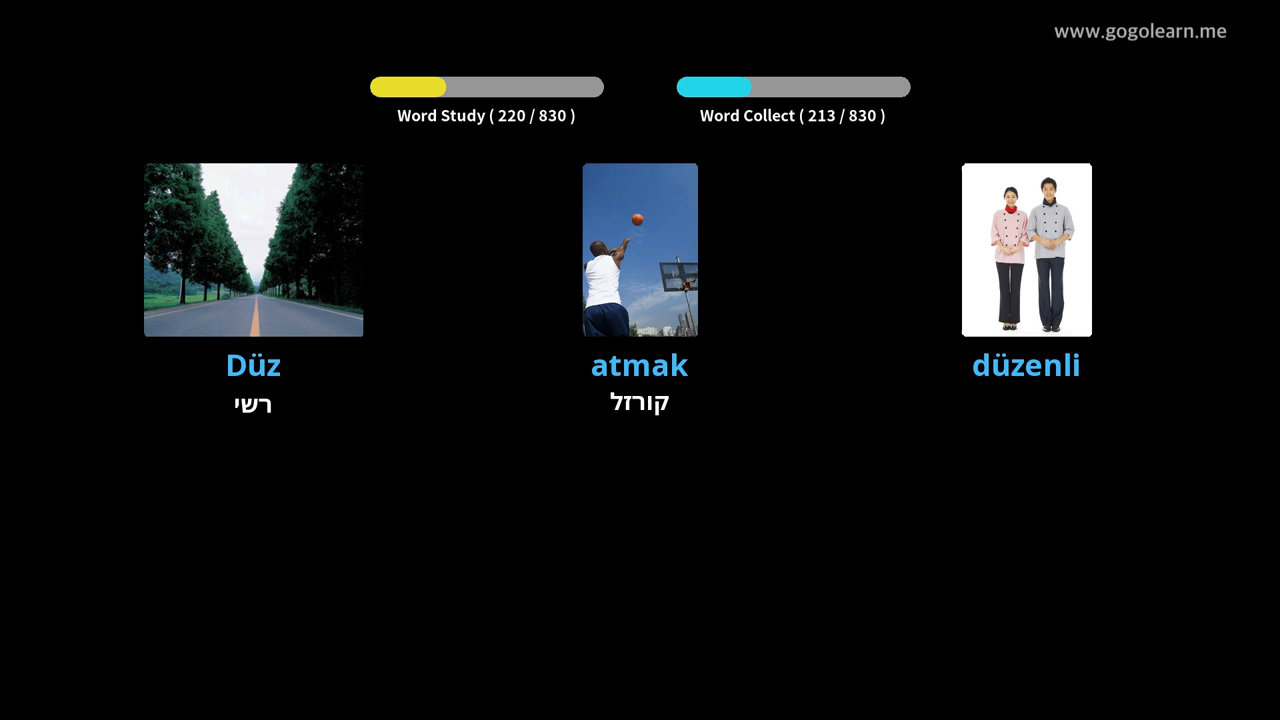 www.gogolearn.me
Word Study ( 220 / 830 )
Word Collect ( 213 / 830 )
Düz
atmak
düzenli
רשי
קורזל